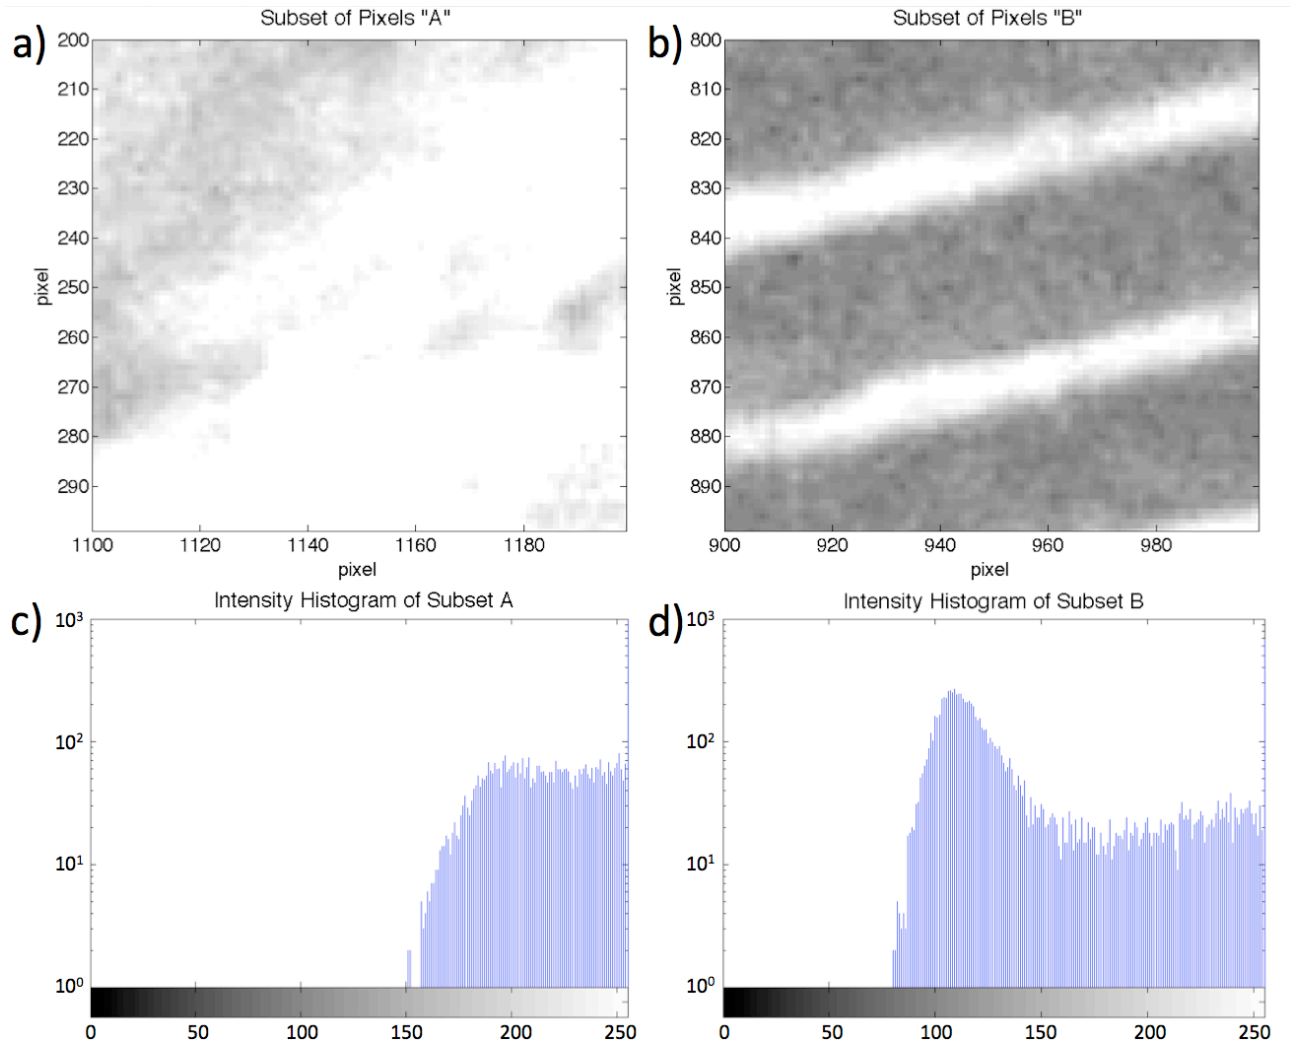 Subset of Pixels "A"
a)
200
210
220
230
240
250
260
270
280
290
pixel
1100 1120 1140 1160 1180
pixel
Subset of Pixels "B"
b)
800
810
820
830
840
850
860
870
880
890
pixel
900 920 940 960 980
pixel
Intensity Histogram of Subset A
c)
10³
10²
10¹
10⁰
0 50 100 150 200 250
Intensity Histogram of Subset B
d)
10³
10²
10¹
10⁰
0 50 100 150 200 250